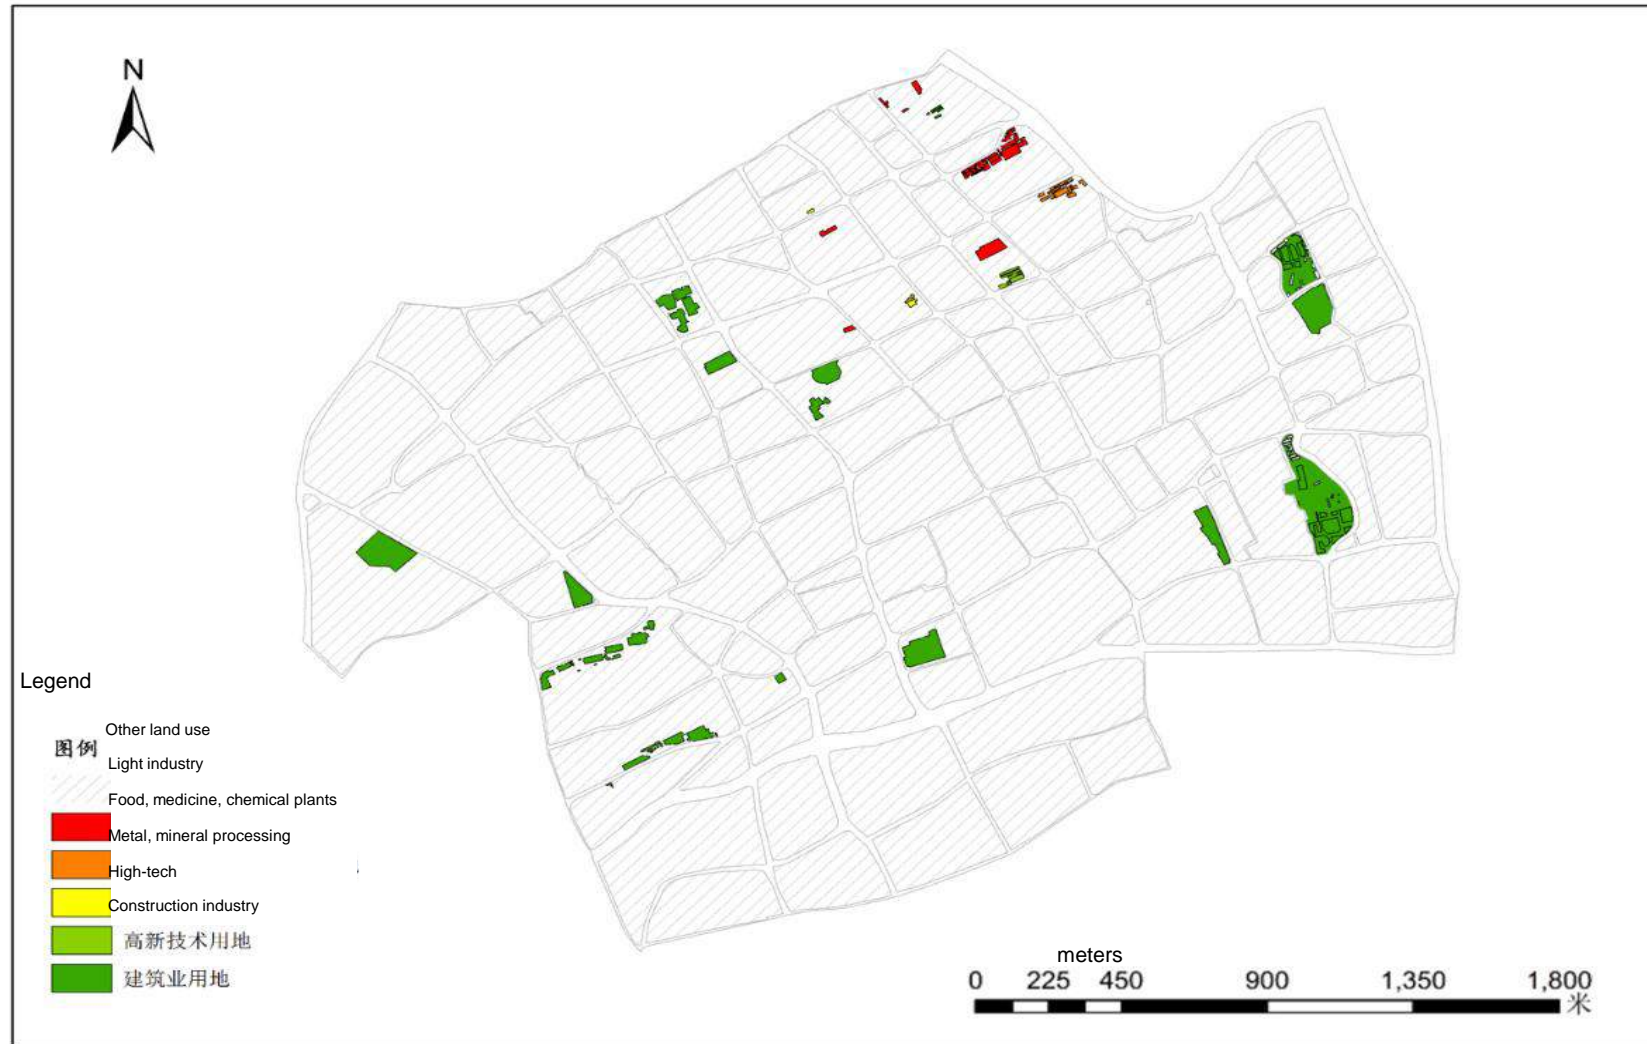 N
Legend
Other land use
图例
Light industry
Food, medicine, chemical plants
Metal, mineral processing
High-tech
Construction industry
高新技术用地
建筑业用地
meters
0 225 450 900 1,350 1,800
米